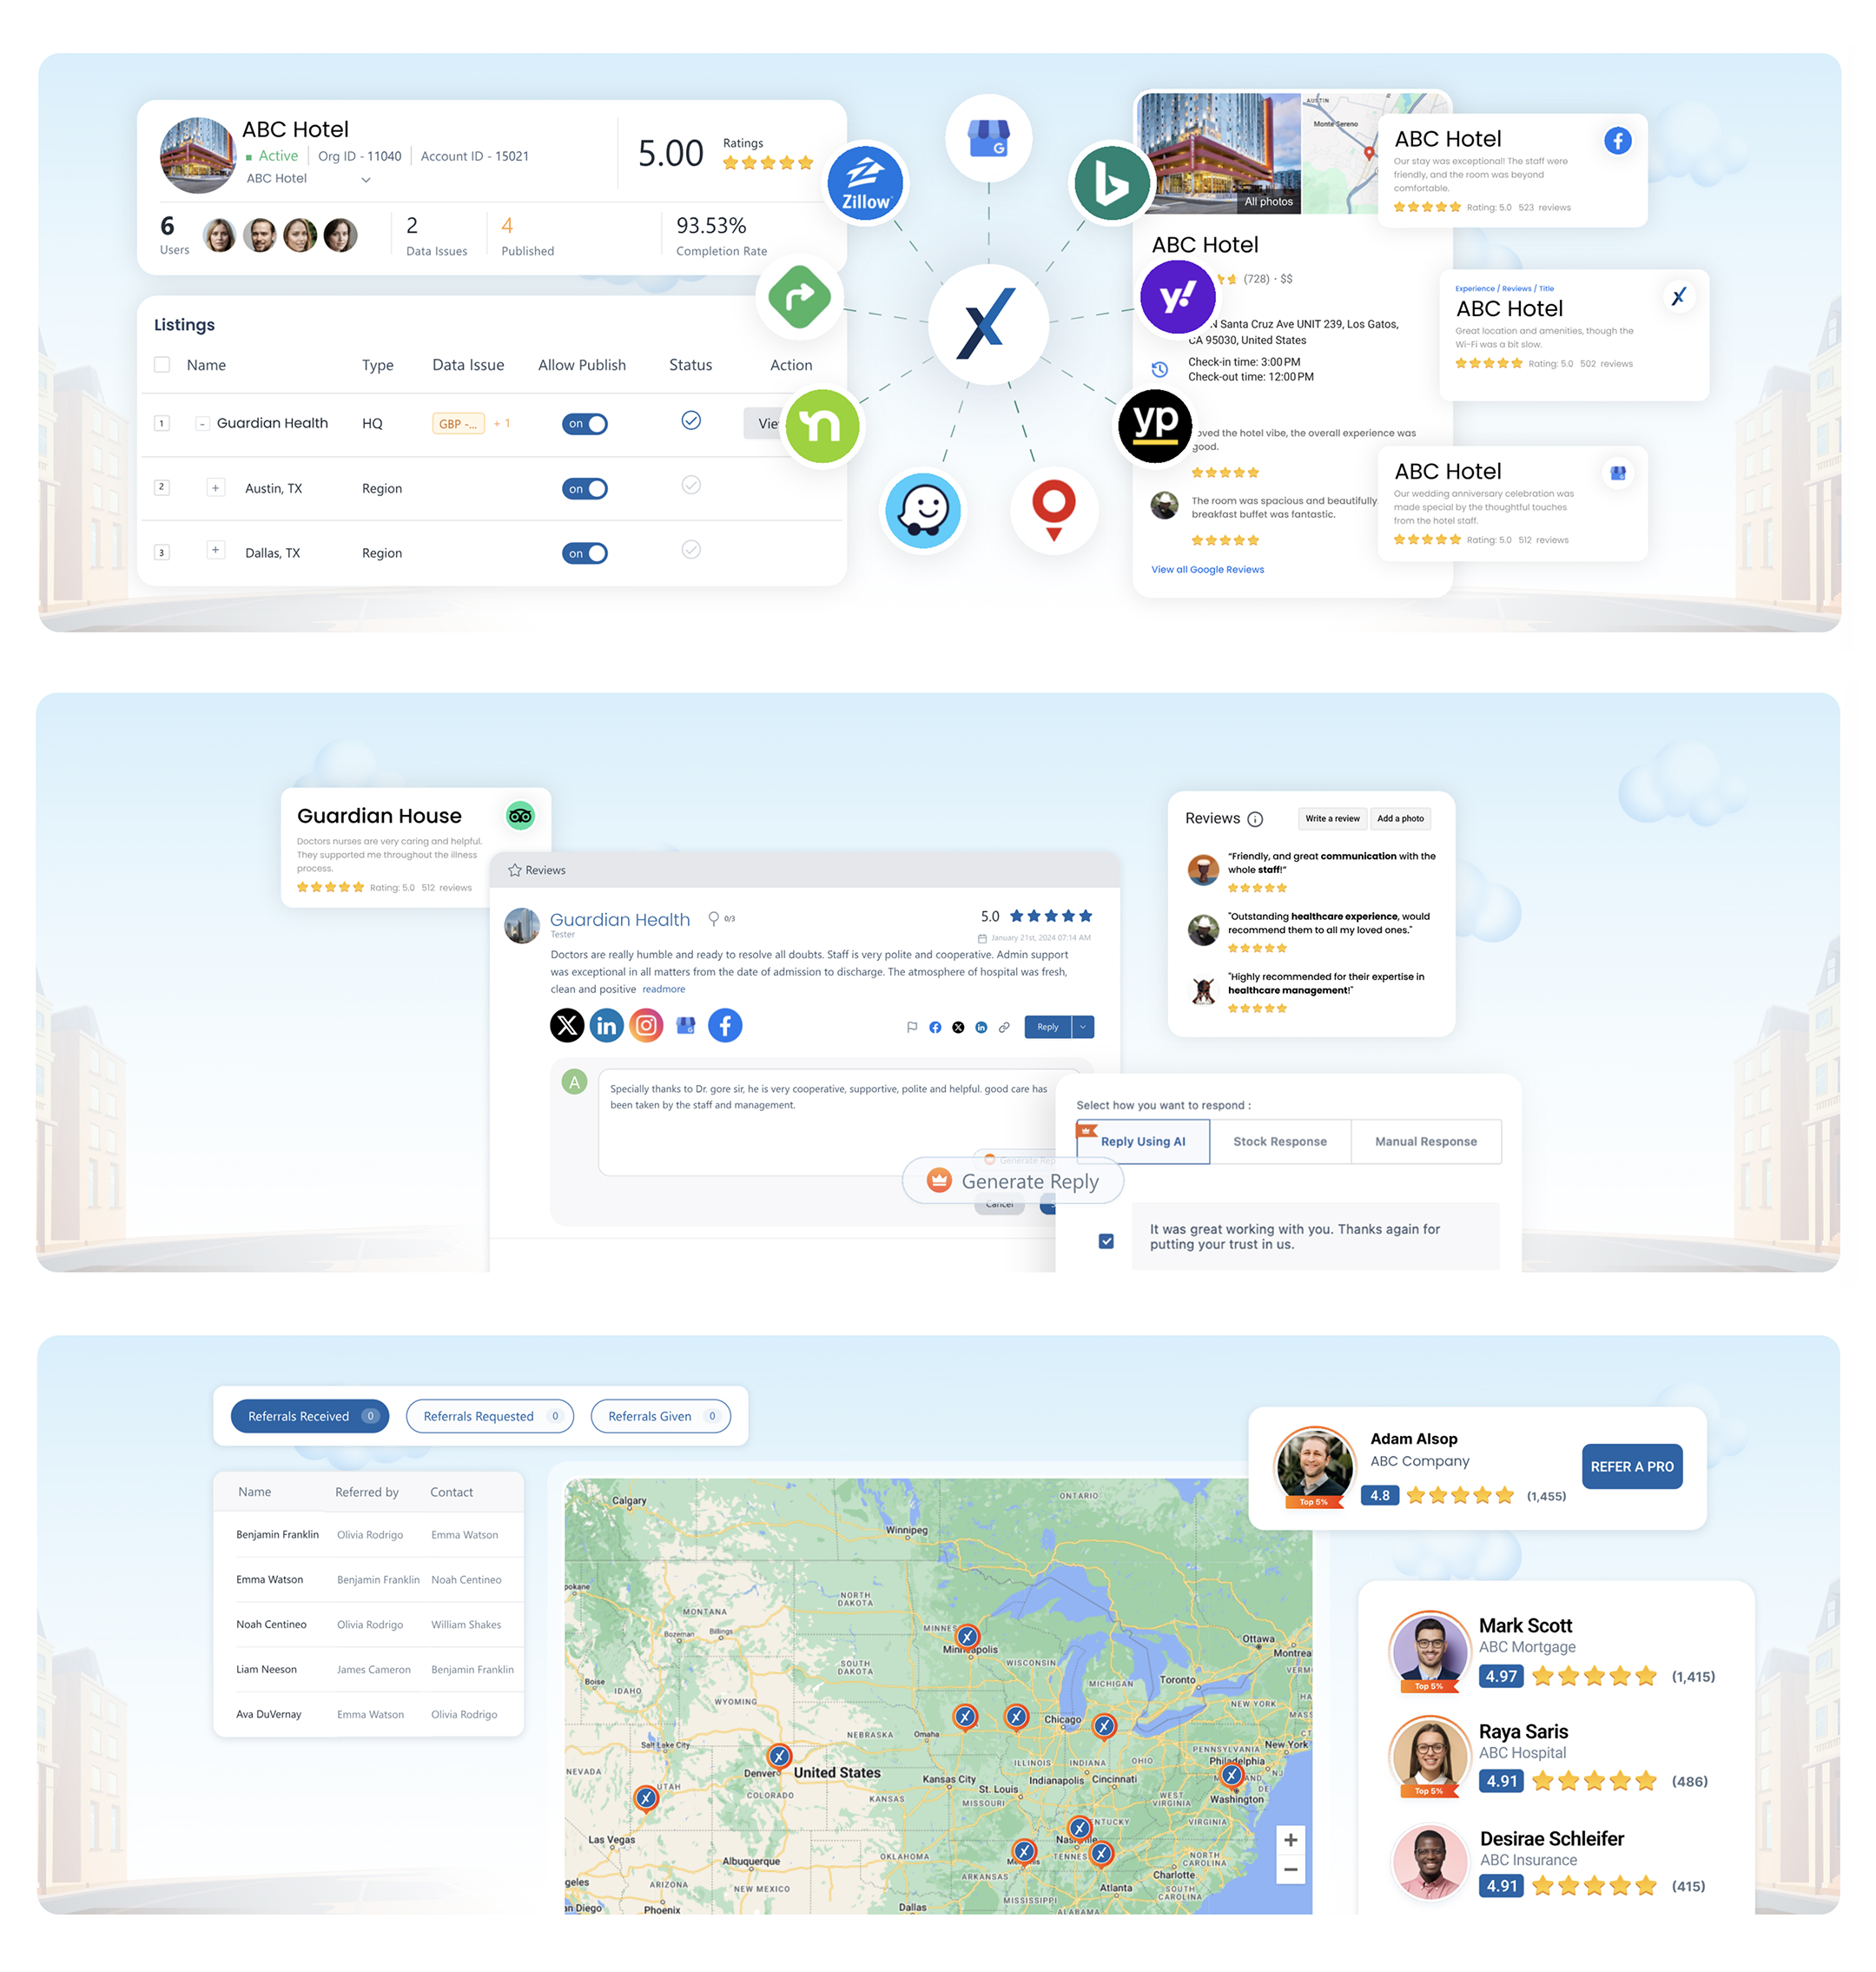 ABC Hotel
Active
Org ID - 11040
Account ID - 15021
ABC Hotel
5.00
Ratings
6
Users
2
Data Issues
4
Published
93.53%
Completion Rate
Listings
Name Type Data Issue Allow Publish Status Action
1 Guardian Health HQ GBP -... + 1 on
2 Austin, TX Region on
3 Dallas, TX Region on
Zillow
G
y!
yp
AUSTIN
Monte Sereno
All photos
ABC Hotel
(728) · $$
N Santa Cruz Ave UNIT 239, Los Gatos,
CA 95030, United States
Check-in time: 3:00 PM
Check-out time: 12:00 PM
the hotel vibe, the overall experience was
good.
The room was spacious and beautifully
breakfast buffet was fantastic.
View all Google Reviews
ABC Hotel
Our stay was exceptional! The staff were
friendly, and the room was beyond
comfortable.
Rating: 5.0 523 reviews
Experience / Reviews / Title
ABC Hotel
Great location and amenities, though the
Wi-Fi was a bit slow.
Rating: 5.0 502 reviews
ABC Hotel
Our wedding anniversary celebration was
made special by the thoughtful touches
from the hotel staff.
Rating: 5.0 512 reviews
Guardian House
Doctors nurses are very caring and helpful.
They supported me throughout the illness
process.
Rating: 5.0 512 reviews
Reviews
Guardian Health
0/3
Tester
5.0
January 21st, 2024 07:14 AM
Doctors are really humble and ready to resolve all doubts. Staff is very polite and cooperative. Admin support
was exceptional in all matters from the date of admission to discharge. The atmosphere of hospital was fresh,
clean and positive readmore
in
G
Reply
A
Specially thanks to Dr. gore sir, he is very cooperative, supportive, polite and helpful. good care has
been taken by the staff and management.
Generate Reply
Cancel
Reviews
Write a review
Add a photo
“Friendly, and great communication with the
whole staff!”
"Outstanding healthcare experience, would
recommend them to all my loved ones."
"Highly recommended for their expertise in
healthcare management!"
Select how you want to respond :
Reply Using AI
Stock Response
Manual Response
It was great working with you. Thanks again for
putting your trust in us.
Referrals Received 0
Referrals Requested 0
Referrals Given 0
Name Referred by Contact
Benjamin Franklin Olivia Rodrigo Emma Watson
Emma Watson Benjamin Franklin Noah Centineo
Noah Centineo Olivia Rodrigo William Shakes
Liam Neeson James Cameron Benjamin Franklin
Ava DuVernay Emma Watson Olivia Rodrigo
Calgary
ONTARIO
Winnipeg
NORTH
DAKOTA
MONTANA
Bozeman
Billings
Ottawa
Montrea
SOUTH
DAKOTA
WISCONSIN
Toronto
MICHIGAN
Boise
IDAHO
WYOMING
NEW YORK
Chicago
NEBRASKA
Omaha
Salt Lake City
PENNSYLVANIA
New York
NEVADA
UTAH
Denver
United States
COLORADO
ILLINOIS
INDIANA
OHIO
Philadelphia
Kansas City
St. Louis
Indianapolis
Cincinnati
KANSAS
MISSOURI
WEST
VIRGINIA
Washington
VIRGINIA
Las Vegas
Albuquerque
OKLAHOMA
ARKANSAS
NORTH
CAROLINA
Charlotte
ARIZONA
NEW MEXICO
Atlanta
SOUTH
CAROLINA
MISSISSIPPI
Phoenix
Dallas
ALABAMA
+
−
Adam Alsop
ABC Company
Top 5%
4.8
(1,455)
REFER A PRO
Mark Scott
ABC Mortgage
Top 5%
4.97
(1,415)
Raya Saris
ABC Hospital
Top 5%
4.91
(486)
Desirae Schleifer
ABC Insurance
4.91
(415)